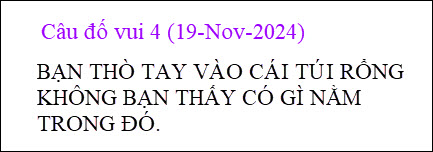 Câu đố vui 4 (19-Nov-2024)
BẠN THÒ TAY VÀO CÁI TÚI RỖNG
KHÔNG BẠN THẤY CÓ GÌ NẰM
TRONG ĐÓ.